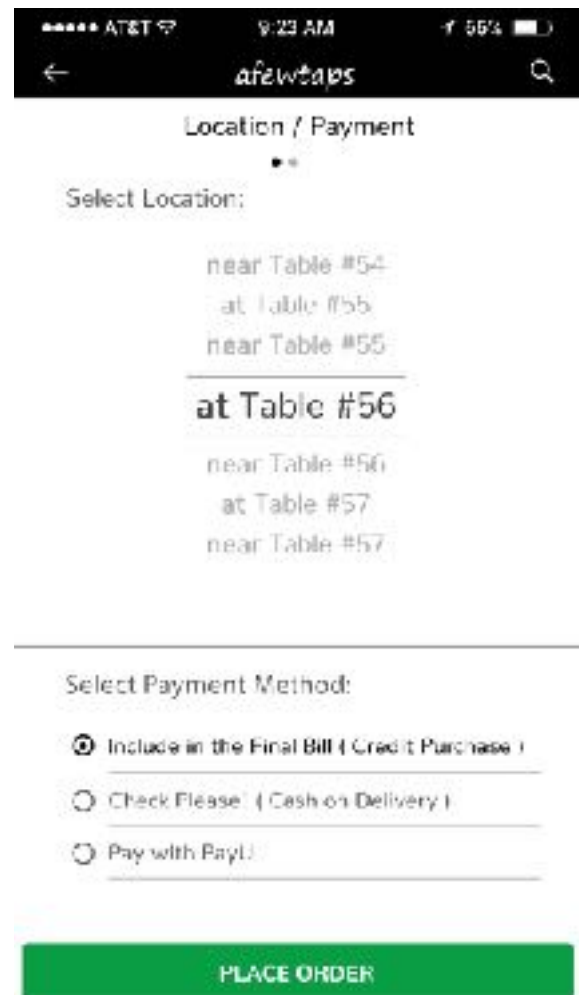 AT&T 9:23 AM 55%
afewtaps
Location / Payment
Select Location:
near Table #54
at Table #55
near Table #55
at Table #56
near Table #56
at Table #57
near Table #57
Select Payment Method:
Include in the Final Bill ( Credit Purchase )
Check Please! ( Cash on Delivery )
Pay with PayU
PLACE ORDER